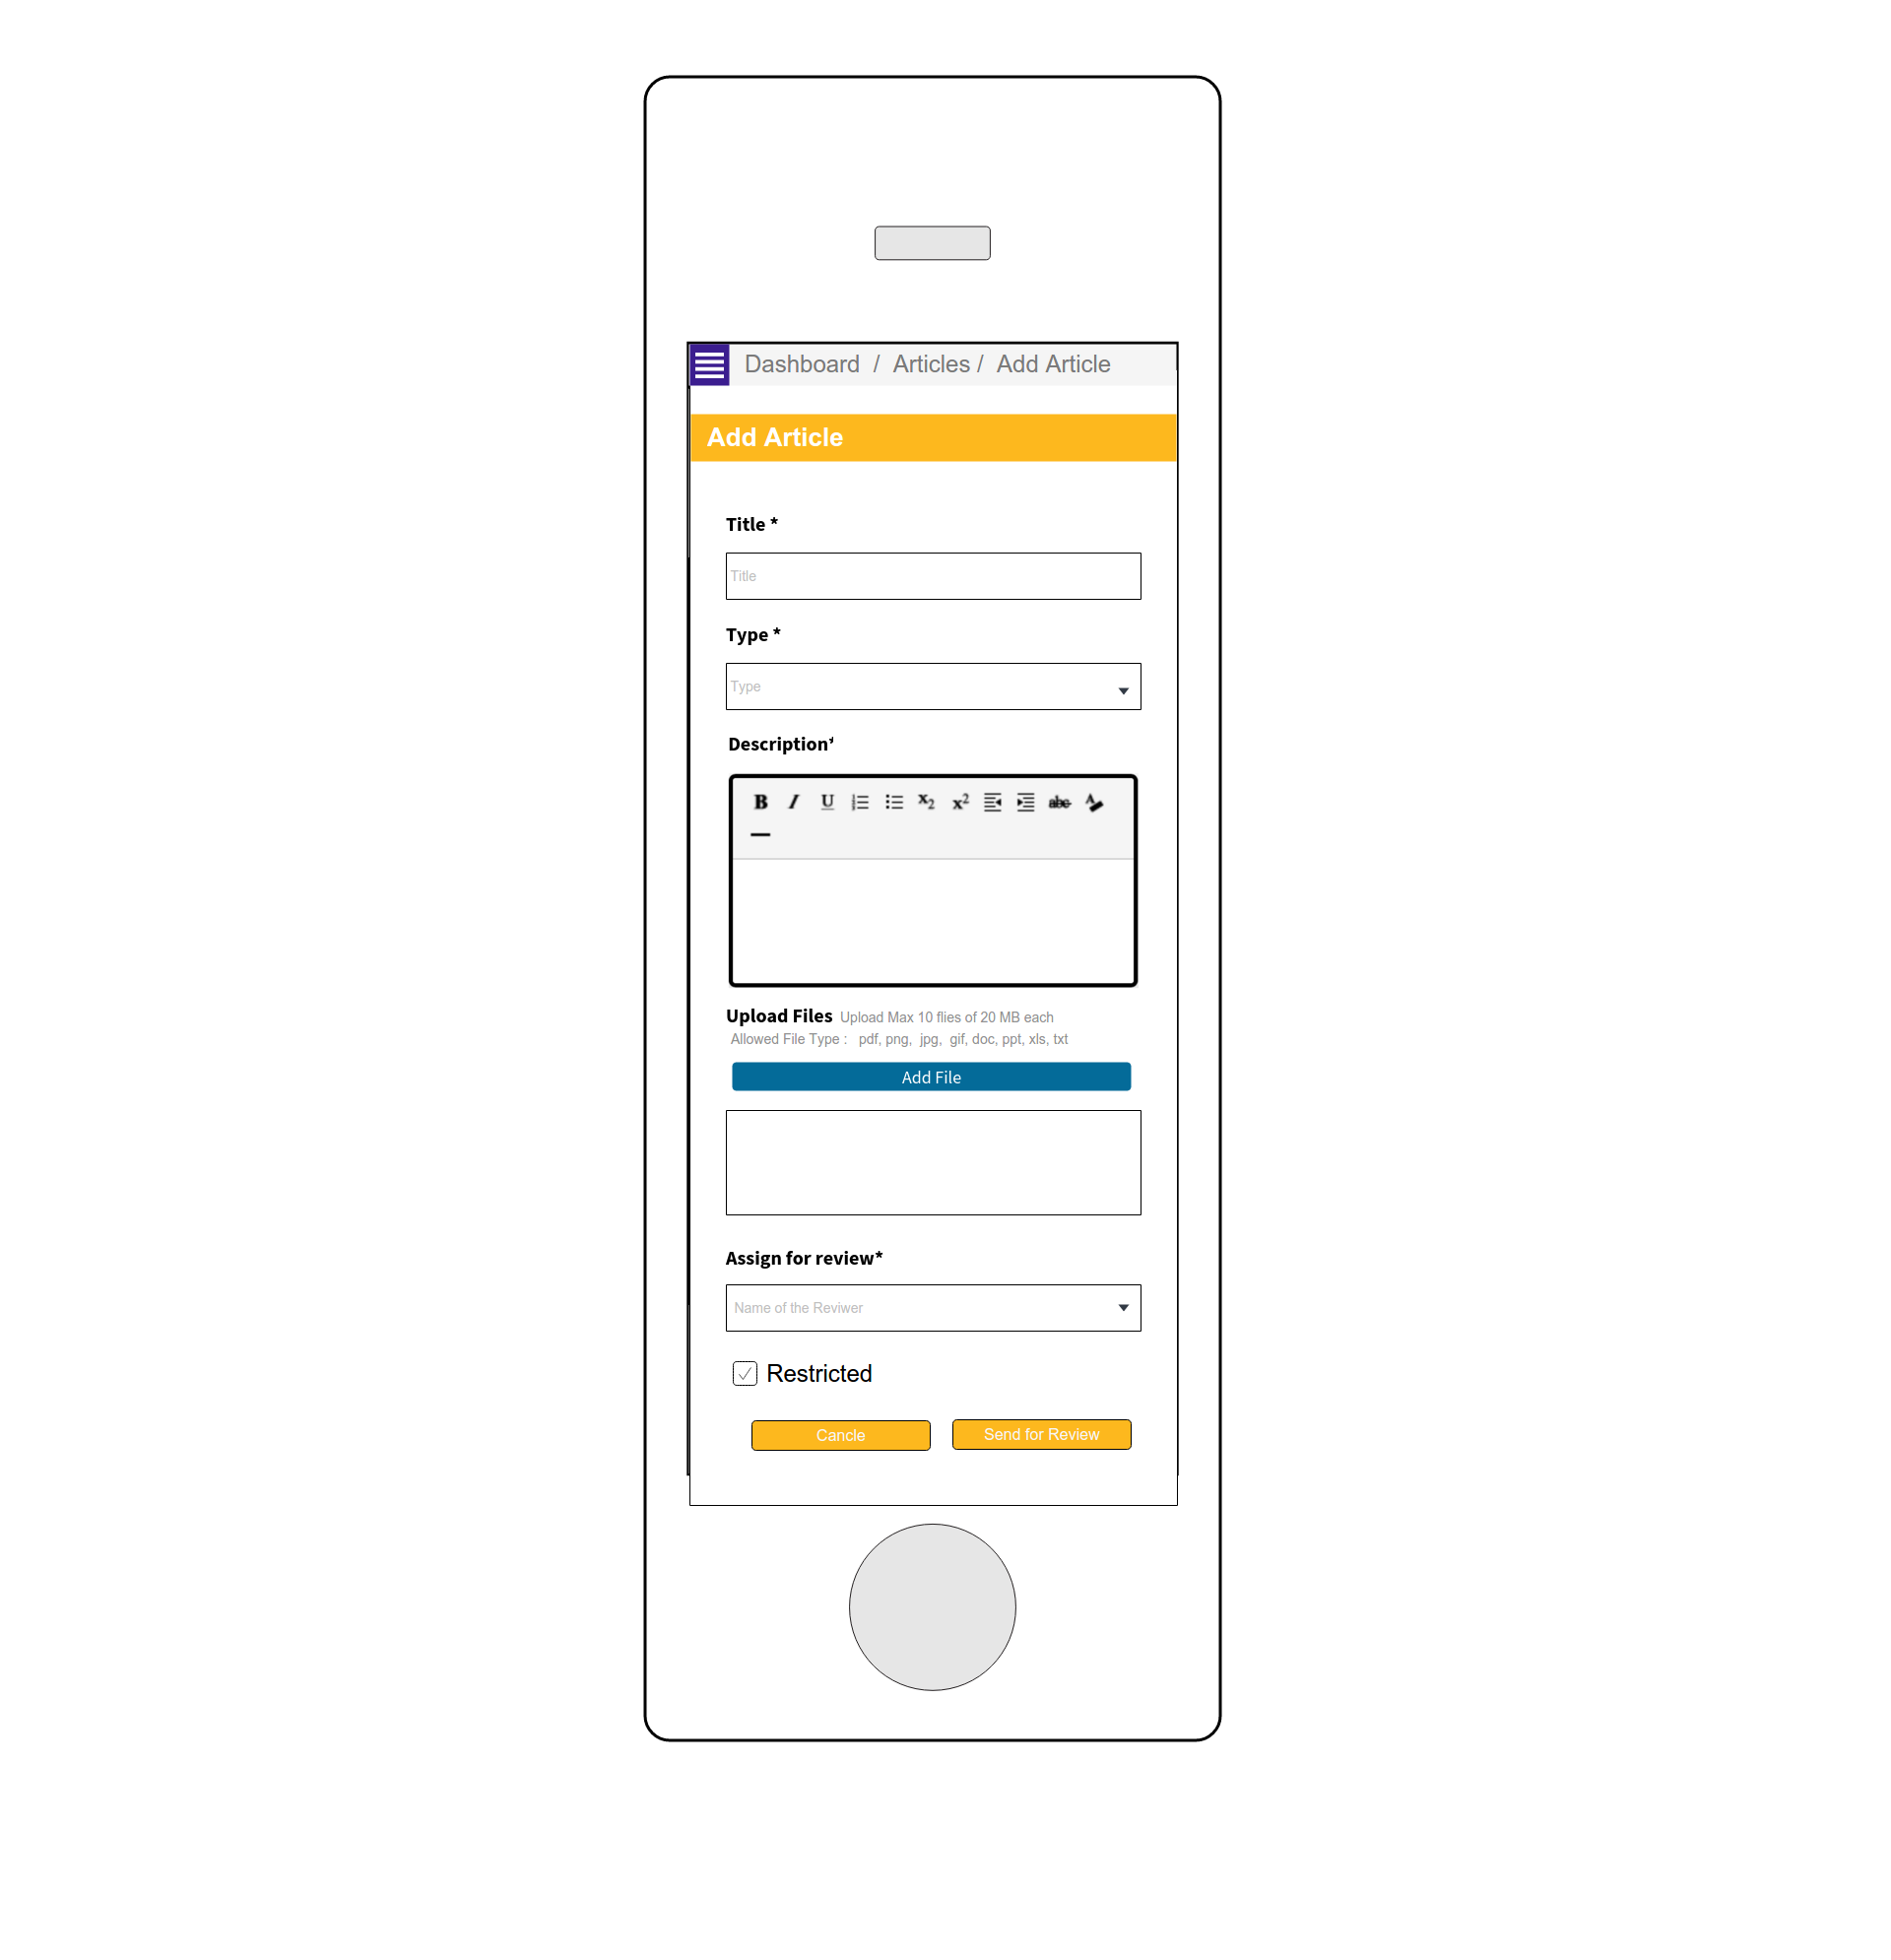 Dashboard / Articles / Add Article
Add Article
Title *
Title
Type *
Type
Description*
B I U x2 x2 abc A
Upload Files Upload Max 10 flies of 20 MB each
Allowed File Type : pdf, png, jpg, gif, doc, ppt, xls, txt
Add File
Assign for review*
Name of the Reviwer
Restricted
Cancle
Send for Review